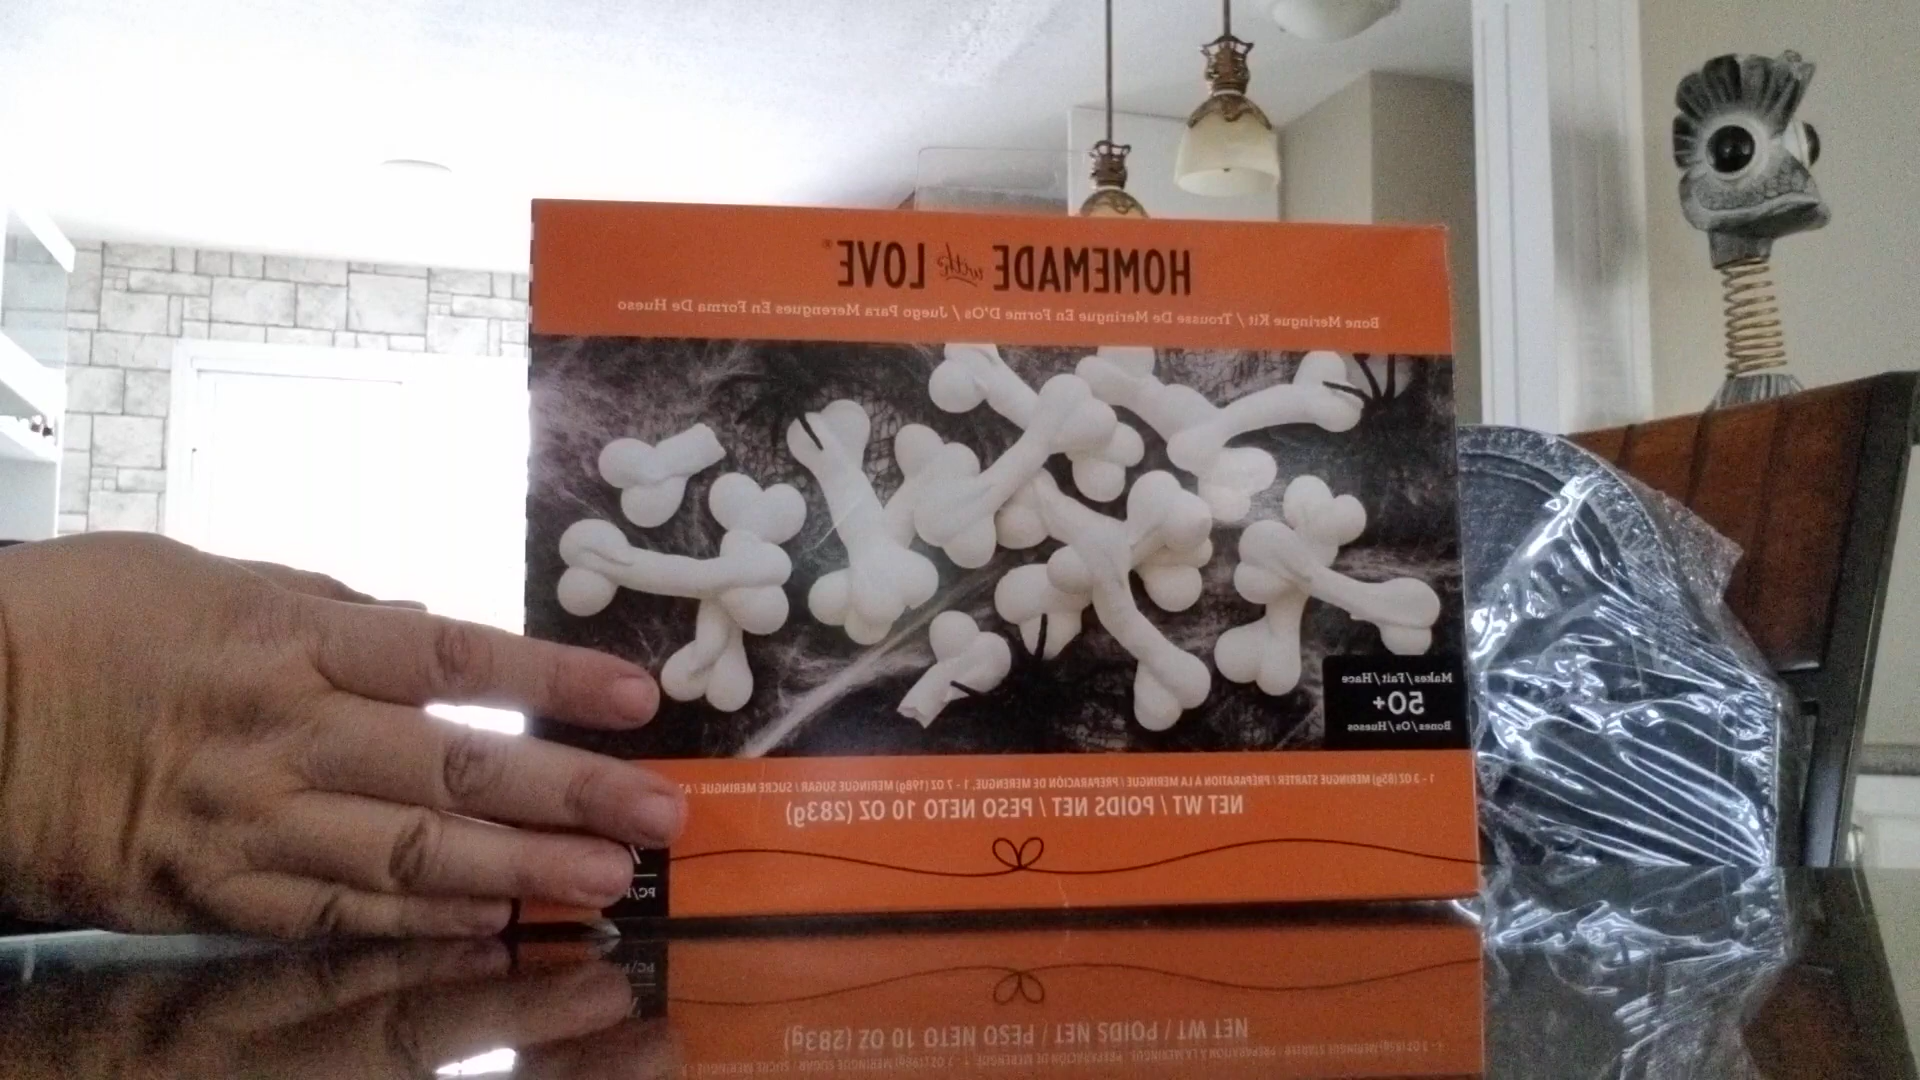 HOMEMADE with LOVE®
Bone Meringue Kit / Trousse De Meringue En Forme D'Os / Juego Para Merengues En Forma De Hueso
Makes/Fait/Hace
50+
Bones/Os/Huesos
1 - 3 OZ (85g) MERINGUE STARTER / PRÉPARATION À LA MERINGUE / PREPARACIÓN DE MERENGUE, 1 - 7 OZ (198g) MERINGUE SUGAR / SUCRE MERINGUE /
NET WT / POIDS NET / PESO NETO 10 OZ (283g)
PC/